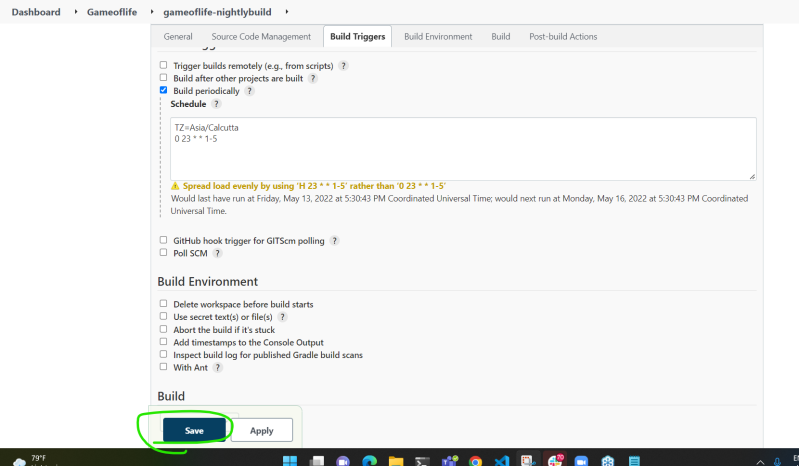 Dashboard
Gameoflife
gameoflife-nightlybuild
General
Source Code Management
Build Triggers
Build Environment
Build
Post-build Actions
Trigger builds remotely (e.g., from scripts) ?
Build after other projects are built ?
Build periodically ?
Schedule ?
TZ=Asia/Calcutta
0 23 * * 1-5
Spread load evenly by using 'H 23 * * 1-5' rather than '0 23 * * 1-5'
Would last have run at Friday, May 13, 2022 at 5:30:43 PM Coordinated Universal Time; would next run at Monday, May 16, 2022 at 5:30:43 PM Coordinated
Universal Time.
GitHub hook trigger for GITScm polling ?
Poll SCM ?
Build Environment
Delete workspace before build starts
Use secret text(s) or file(s) ?
Abort the build if it's stuck
Add timestamps to the Console Output
Inspect build log for published Gradle build scans
With Ant ?
Build
Save
Apply
79°F
70